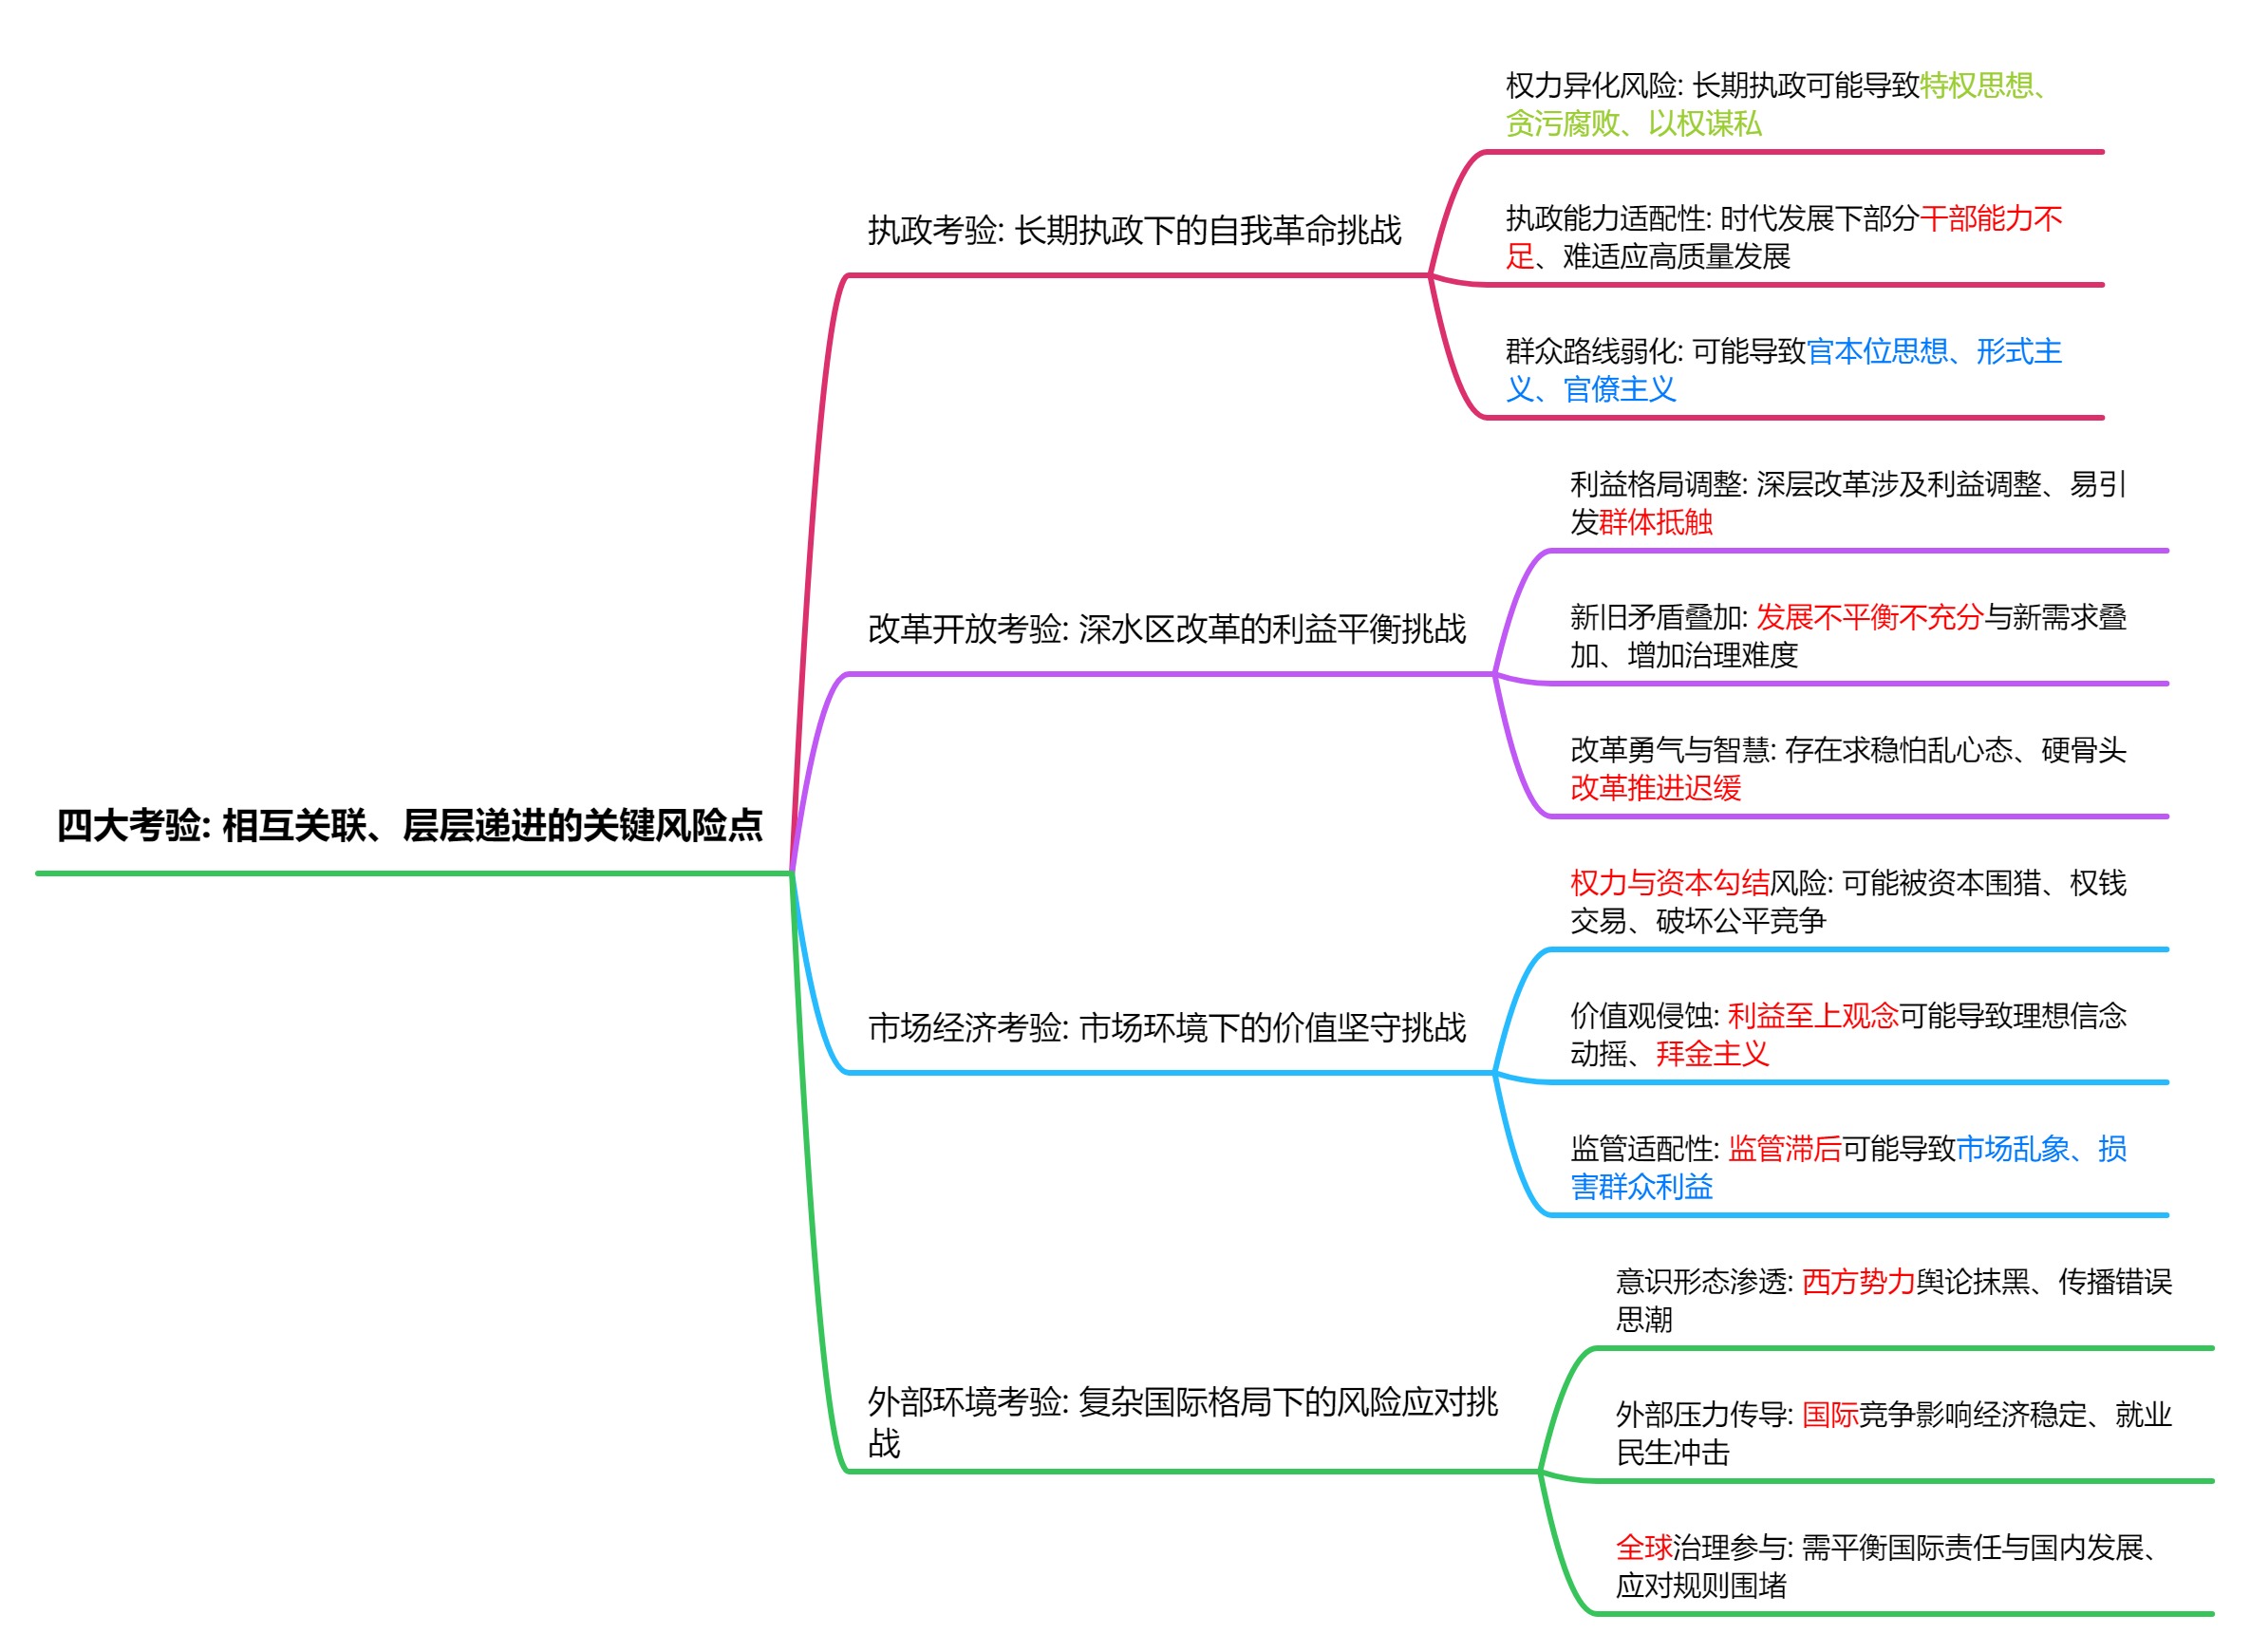 权力异化风险: 长期执政可能导致特权思想、
贪污腐败、以权谋私
执政考验: 长期执政下的自我革命挑战
执政能力适配性: 时代发展下部分干部能力不
足、难适应高质量发展
群众路线弱化: 可能导致官本位思想、形式主
义、官僚主义
利益格局调整: 深层改革涉及利益调整、易引
发群体抵触
改革开放考验: 深水区改革的利益平衡挑战
新旧矛盾叠加: 发展不平衡不充分与新需求叠
加、增加治理难度
改革勇气与智慧: 存在求稳怕乱心态、硬骨头
改革推进迟缓
四大考验: 相互关联、层层递进的关键风险点
权力与资本勾结风险: 可能被资本围猎、权钱
交易、破坏公平竞争
市场经济考验: 市场环境下的价值坚守挑战
价值观侵蚀: 利益至上观念可能导致理想信念
动摇、拜金主义
监管适配性: 监管滞后可能导致市场乱象、损
害群众利益
意识形态渗透: 西方势力舆论抹黑、传播错误
思潮
外部环境考验: 复杂国际格局下的风险应对挑
战
外部压力传导: 国际竞争影响经济稳定、就业
民生冲击
全球治理参与: 需平衡国际责任与国内发展、
应对规则围堵